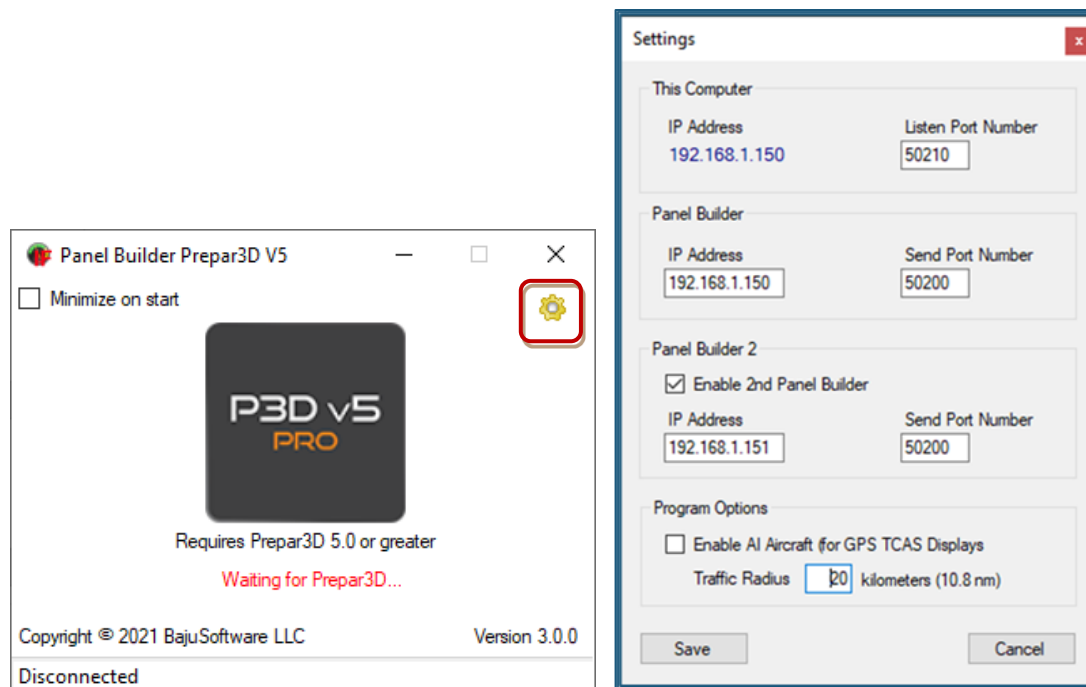 Panel Builder Prepar3D V5
Minimize on start
P3D v5
PRO
Requires Prepar3D 5.0 or greater
Waiting for Prepar3D...
Copyright © 2021 BajuSoftware LLC Version 3.0.0
Disconnected
Settings
x
This Computer
IP Address Listen Port Number
192.168.1.150 50210
Panel Builder
IP Address Send Port Number
192.168.1.150 50200
Panel Builder 2
Enable 2nd Panel Builder
IP Address Send Port Number
192.168.1.151 50200
Program Options
Enable AI Aircraft (for GPS TCAS Displays
Traffic Radius 20 kilometers (10.8 nm)
Save Cancel